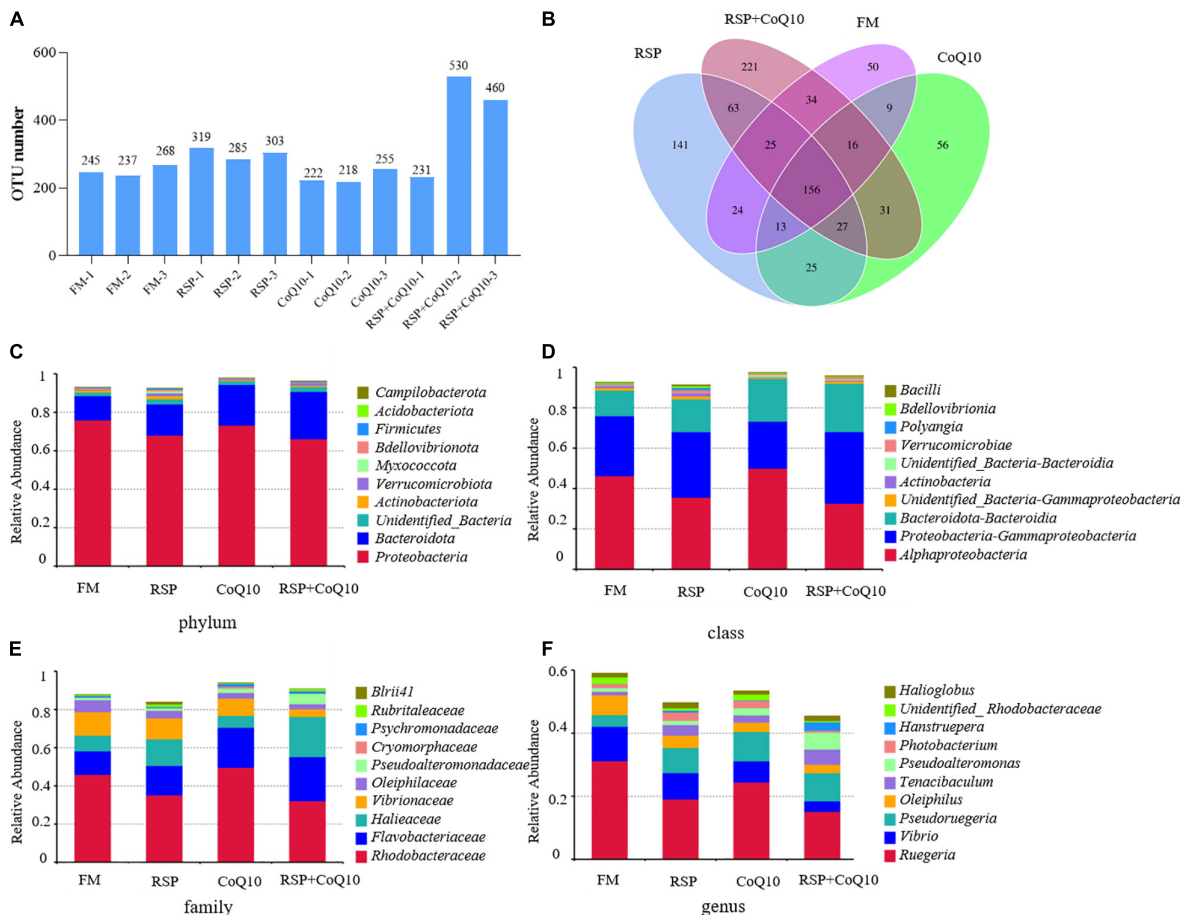 A
OTU number
600
400
200
0
245
237
268
319
285
303
222
218
255
231
530
460
FM-1
FM-2
FM-3
RSP-1
RSP-2
RSP-3
CoQ10-1
CoQ10-2
CoQ10-3
RSP+CoQ10-1
RSP+CoQ10-2
RSP+CoQ10-3
B
RSP
RSP+CoQ10
FM
CoQ10
221
50
63
34
9
141
25
16
56
156
24
13
27
31
25
C
Relative Abundance
1
0.8
0.6
0.4
0.2
0
FM
RSP
CoQ10
RSP+CoQ10
phylum
Campilobacterota
Acidobacteriota
Firmicutes
Bdellovibrionota
Myxococcota
Verrucomicrobiota
Actinobacteriota
Unidentified_Bacteria
Bacteroidota
Proteobacteria
D
Relative Abundance
1
0.8
0.6
0.4
0.2
0
FM
RSP
CoQ10
RSP+CoQ10
class
Bacilli
Bdellovibrionia
Polyangia
Verrucomicrobiae
Unidentified_Bacteria-Bacteroidia
Actinobacteria
Unidentified_Bacteria-Gammaproteobacteria
Bacteroidota-Bacteroidia
Proteobacteria-Gammaproteobacteria
Alphaproteobacteria
E
Relative Abundance
1
0.8
0.6
0.4
0.2
0
FM
RSP
CoQ10
RSP+CoQ10
family
Blrii41
Rubritaleaceae
Psychromonadaceae
Cryomorphaceae
Pseudoalteromonadaceae
Oleiphilaceae
Vibrionaceae
Halieaceae
Flavobacteriaceae
Rhodobacteraceae
F
Relative Abundance
0.6
0.4
0.2
0
FM
RSP
CoQ10
RSP+CoQ10
genus
Halioglobus
Unidentified_ Rhodobacteraceae
Hanstruepera
Photobacterium
Pseudoalteromonas
Tenacibaculum
Oleiphilus
Pseudoruegeria
Vibrio
Ruegeria